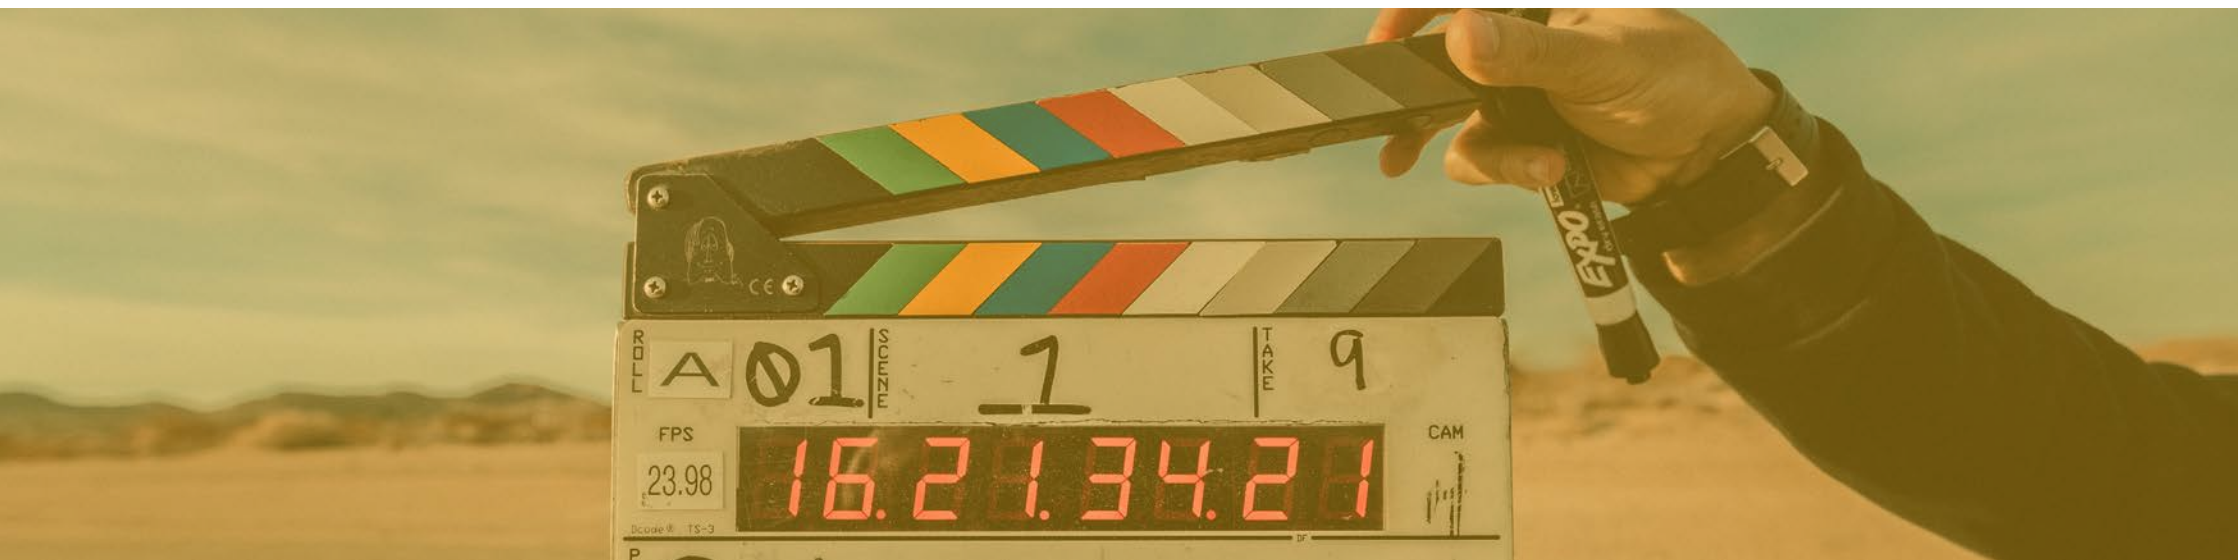 CE
EXPO
ROLL A 01 SCENE 1 TAKE 9
FPS
23.98
16.21.34.21
CAM
Dcode® TS-3
DF
P